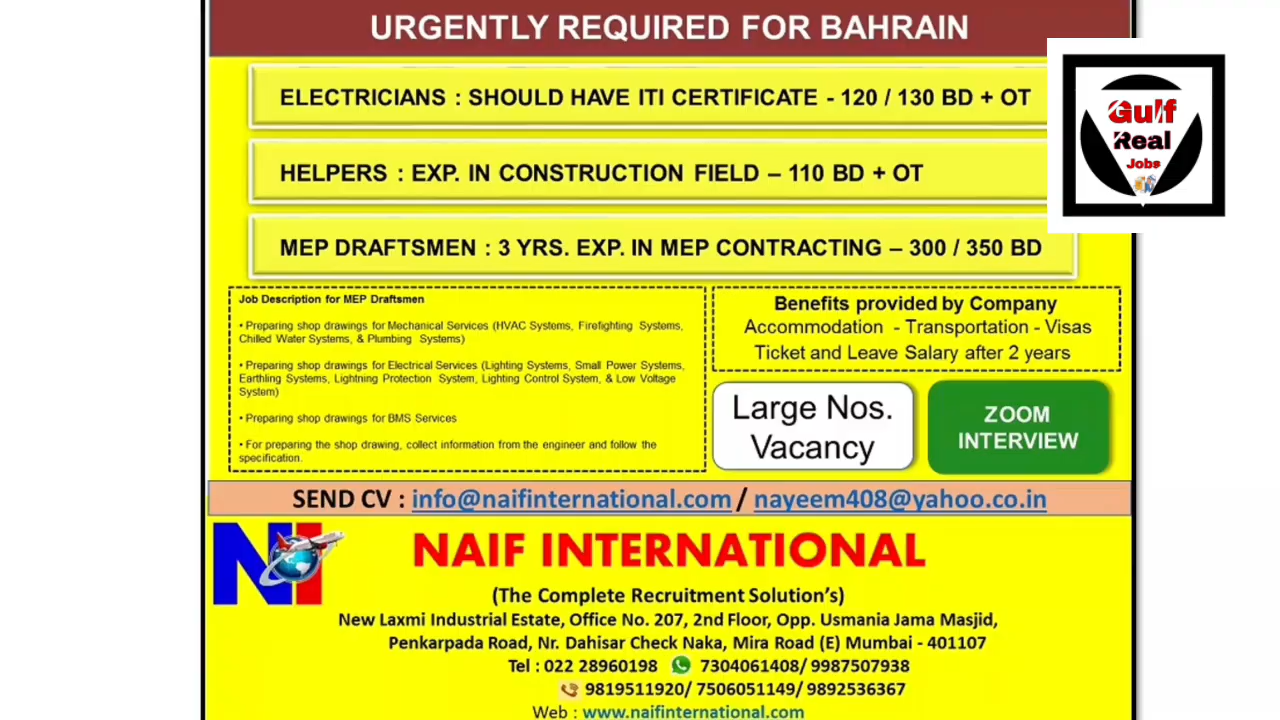 URGENTLY REQUIRED FOR BAHRAIN
ELECTRICIANS : SHOULD HAVE ITI CERTIFICATE - 120 / 130 BD + OT
Gulf
Real
Jobs
HELPERS : EXP. IN CONSTRUCTION FIELD – 110 BD + OT
MEP DRAFTSMEN : 3 YRS. EXP. IN MEP CONTRACTING – 300 / 350 BD
Job Description for MEP Draftsmen
• Preparing shop drawings for Mechanical Services (HVAC Systems, Firefighting Systems,
Chilled Water Systems, & Plumbing Systems)
• Preparing shop drawings for Electrical Services (Lighting Systems, Small Power Systems,
Earthling Systems, Lightning Protection System, Lighting Control System, & Low Voltage
System)
• Preparing shop drawings for BMS Services
• For preparing the shop drawing, collect information from the engineer and follow the
specification.
Benefits provided by Company
Accommodation - Transportation - Visas
Ticket and Leave Salary after 2 years
Large Nos.
Vacancy
ZOOM
INTERVIEW
SEND CV : info@naifinternational.com / nayeem408@yahoo.co.in
NI
NAIF INTERNATIONAL
(The Complete Recruitment Solution’s)
New Laxmi Industrial Estate, Office No. 207, 2nd Floor, Opp. Usmania Jama Masjid,
Penkarpada Road, Nr. Dahisar Check Naka, Mira Road (E) Mumbai - 401107
Tel : 022 28960198 7304061408/ 9987507938
9819511920/ 7506051149/ 9892536367
Web : www.naifinternational.com